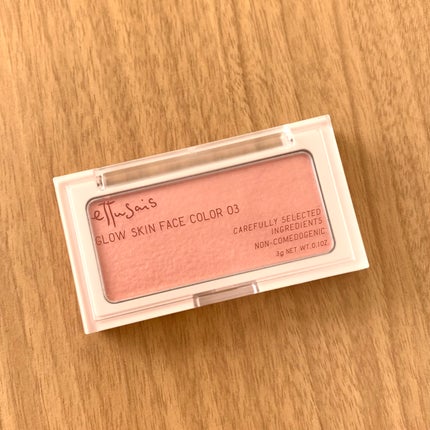 ettusais
GLOW SKIN FACE COLOR 03
CAREFULLY SELECTED
INGREDIENTS
NON-COMEDOGENIC
3g NET WT. 0.1OZ